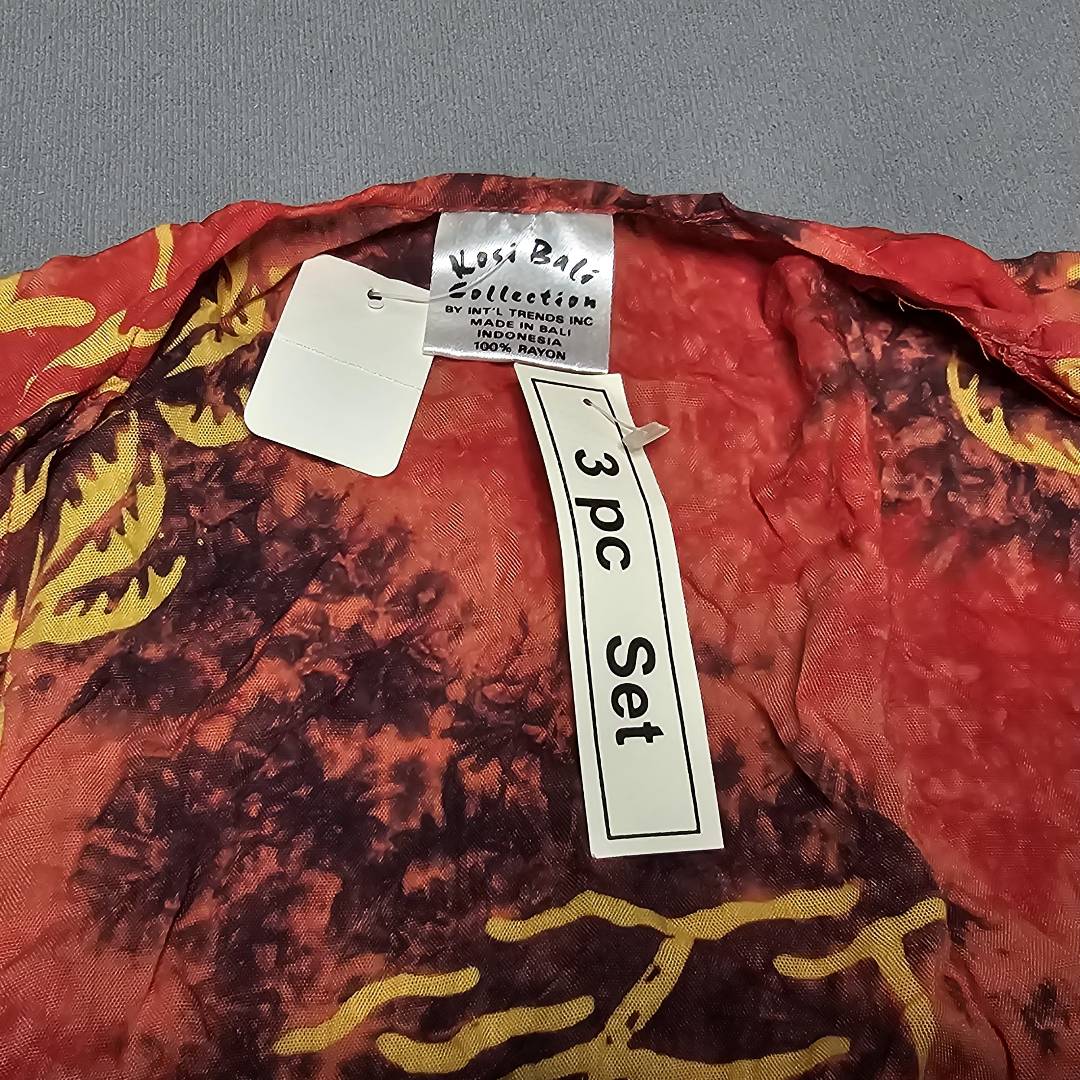 Kosi Bali
Collection
BY INT'L TRENDS INC
MADE IN BALI
INDONESIA
100% RAYON
3 pc Set